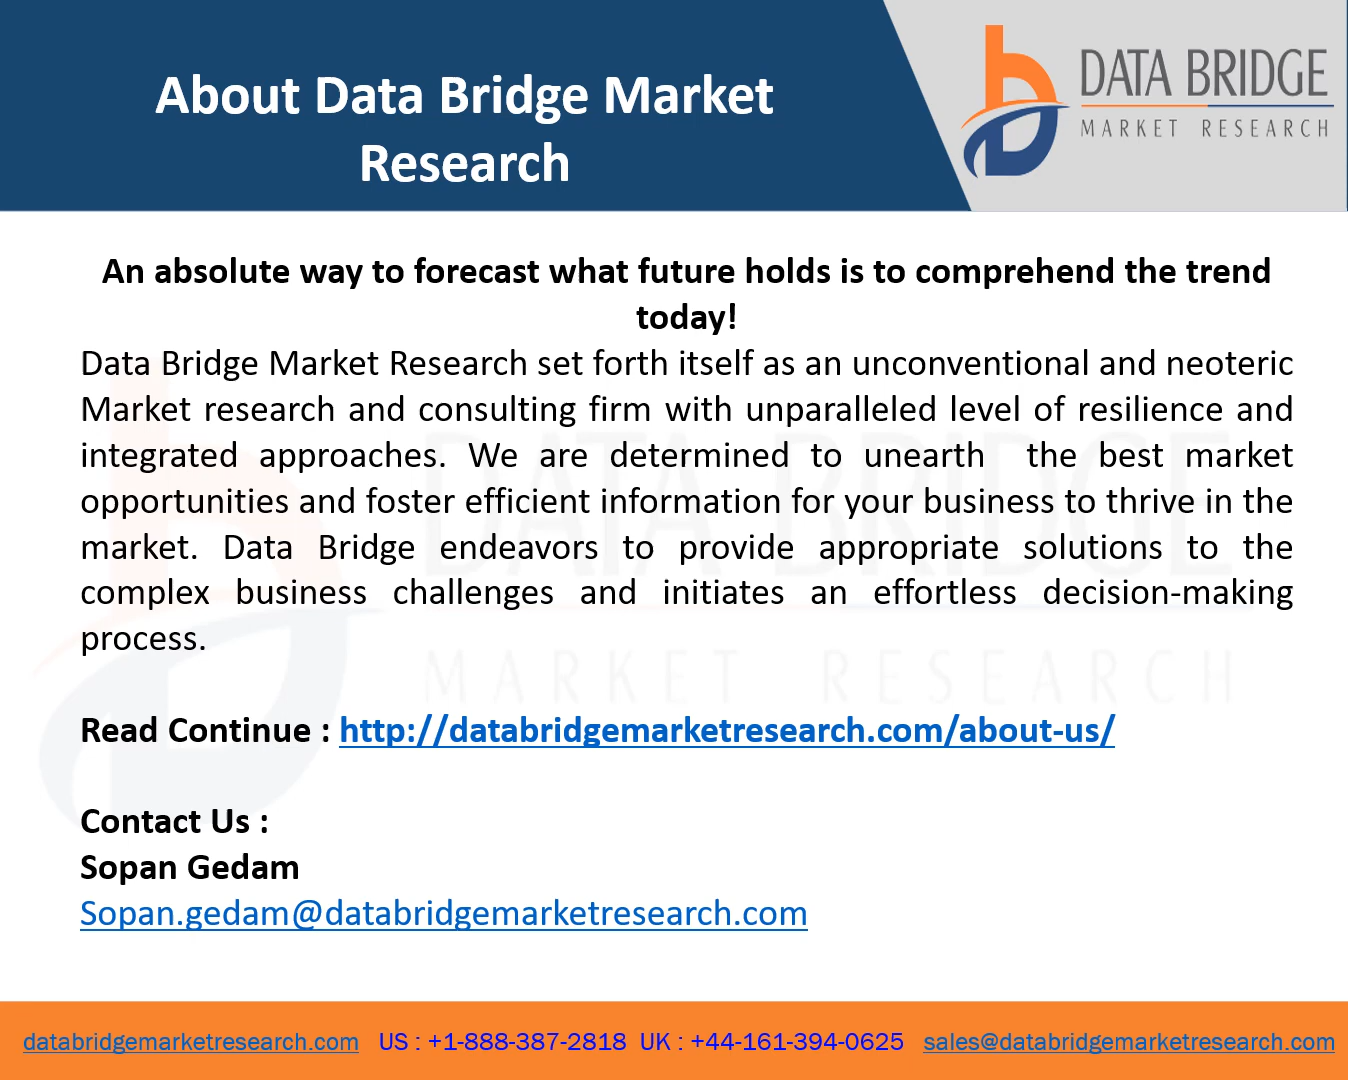 About Data Bridge Market
Research
DATA BRIDGE
MARKET RESEARCH
An absolute way to forecast what future holds is to comprehend the trend
today!
Data Bridge Market Research set forth itself as an unconventional and neoteric
Market research and consulting firm with unparalleled level of resilience and
integrated approaches. We are determined to unearth the best market
opportunities and foster efficient information for your business to thrive in the
market. Data Bridge endeavors to provide appropriate solutions to the
complex business challenges and initiates an effortless decision-making
process.
DATA BRIDGE
MARKET RESEARCH
Read Continue : http://databridgemarketresearch.com/about-us/
Contact Us :
Sopan Gedam
Sopan.gedam@databridgemarketresearch.com
databridgemarketresearch.com US : +1-888-387-2818 UK : +44-161-394-0625 sales@databridgemarketresearch.com